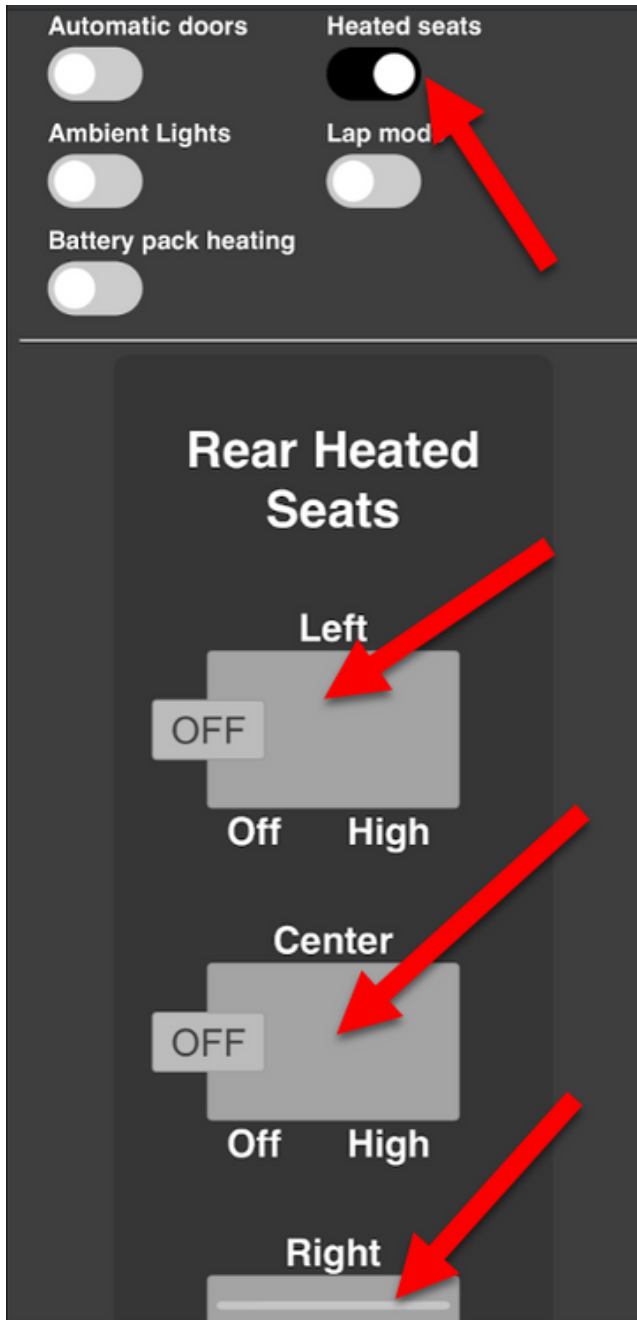 Automatic doors
Heated seats
Ambient Lights
Lap mod
Battery pack heating
Rear Heated
Seats
Left
OFF
Off High
Center
OFF
Off High
Right